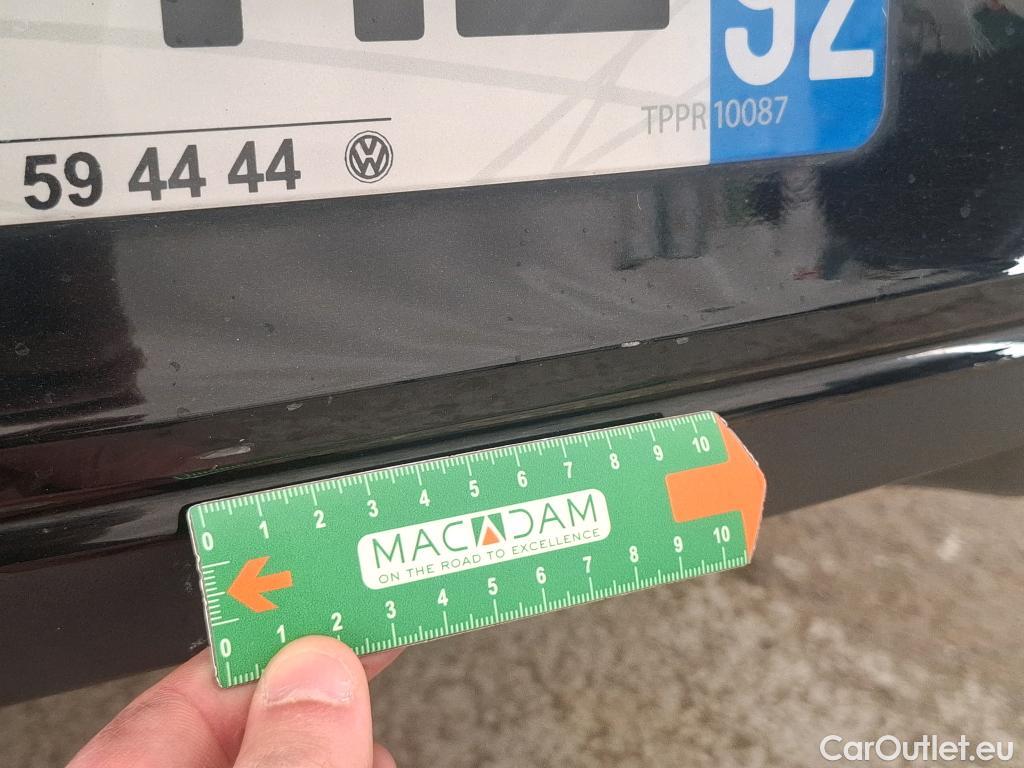 92
TPPR 10087
59 44 44
VW
0 1 2 3 4 5 6 7 8 9 10
MACADAM
ON THE ROAD TO EXCELLENCE
0 1 2 3 4 5 6 7 8 9 10
CarOutlet.eu